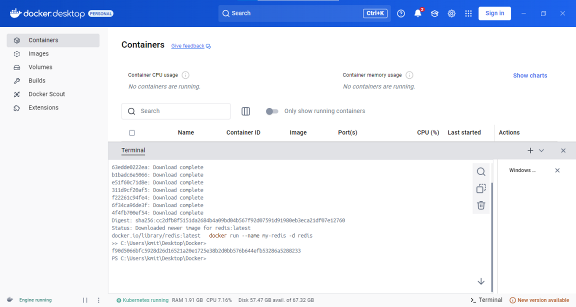 docker.desktop PERSONAL
Search Ctrl+K
Sign in
Containers
Images
Volumes
Builds
Docker Scout
Extensions
Containers Give feedback
Container CPU usage
No containers are running.
Container memory usage
No containers are running.
Show charts
Search
Only show running containers
Name Container ID Image Port(s) CPU (%) Last started Actions
Terminal
Windows ...
Download complete
Download complete
Download complete
Download complete
Download complete
Download complete
Download complete
Status: Downloaded newer image for redis:latest
docker.io/library/redis:latest docker run --name my-redis -d redis
>> C:\Users\Amit\Desktop\Docker>
PS C:\Users\Amit\Desktop\Docker>
Engine running
Kubernetes running RAM 1.91 GB CPU 7.16% Disk 57.47 GB avail. of 67.32 GB
Terminal
New version available